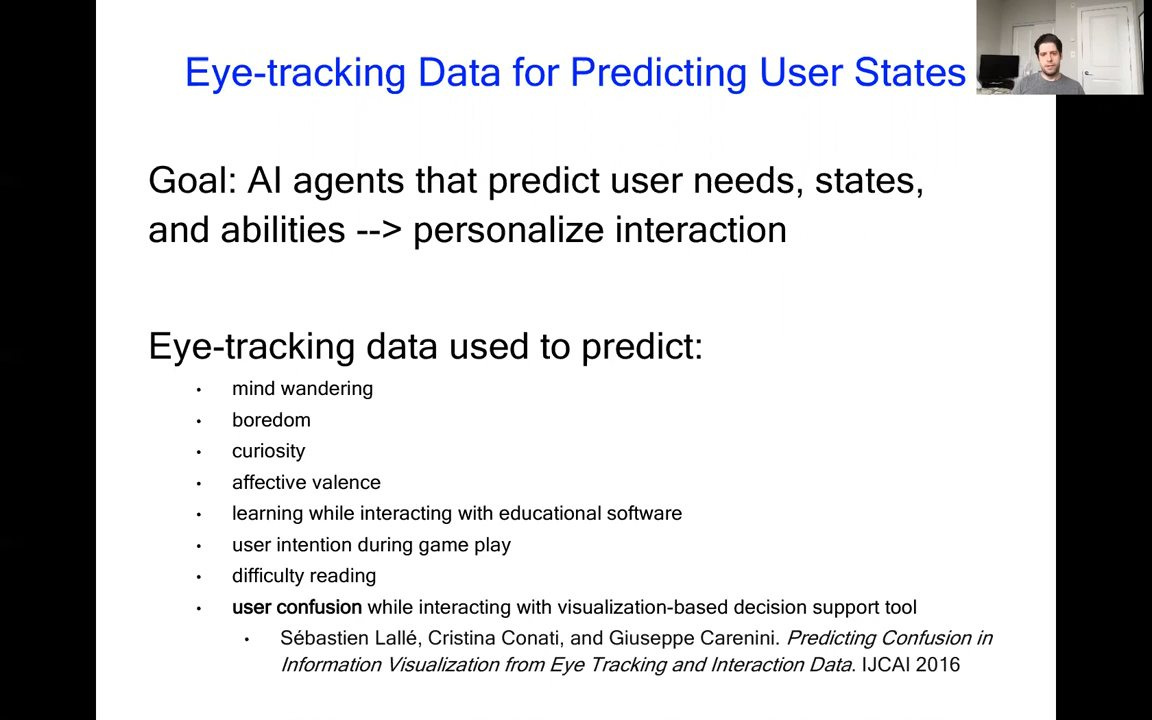 Eye-tracking Data for Predicting User States
Goal: AI agents that predict user needs, states,
and abilities --> personalize interaction
Eye-tracking data used to predict:
• mind wandering
• boredom
• curiosity
• affective valence
• learning while interacting with educational software
• user intention during game play
• difficulty reading
• user confusion while interacting with visualization-based decision support tool
• Sébastien Lallé, Cristina Conati, and Giuseppe Carenini. Predicting Confusion in
Information Visualization from Eye Tracking and Interaction Data. IJCAI 2016